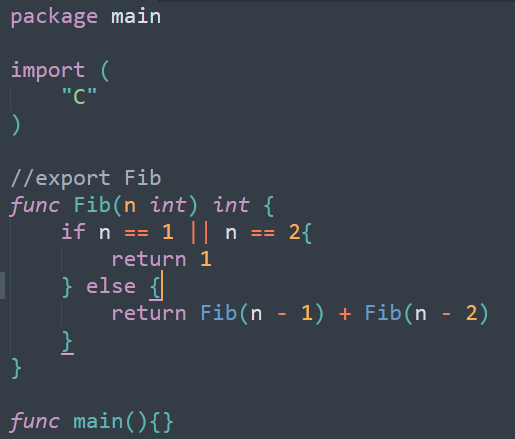 package main
import (
    "C"
)
//export Fib
func Fib(n int) int {
    if n == 1 || n == 2{
        return 1
    } else {
        return Fib(n - 1) + Fib(n - 2)
    }
}
func main(){}